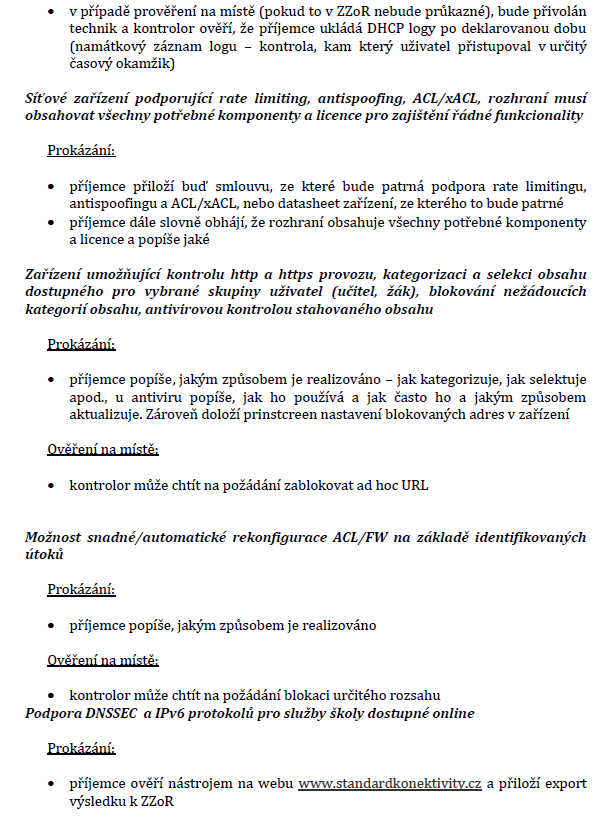 • v případě prověření na místě (pokud to v ZZoR nebude průkazné), bude přivolán
technik a kontrolor ověří, že příjemce ukládá DHCP logy po deklarovanou dobu
(namátkový záznam logu – kontrola, kam který uživatel přistupoval v určitý
časový okamžik)
Síťové zařízení podporující rate limiting, antispoofing, ACL/xACL, rozhraní musí
obsahovat všechny potřebné komponenty a licence pro zajištění řádné funkcionality
Prokázání:
• příjemce přiloží buď smlouvu, ze které bude patrná podpora rate limitingu,
antispoofingu a ACL/xACL, nebo datasheet zařízení, ze kterého to bude patrné
• příjemce dále slovně obhájí, že rozhraní obsahuje všechny potřebné komponenty
a licence a popíše jaké
Zařízení umožňující kontrolu http a https provozu, kategorizaci a selekci obsahu
dostupného pro vybrané skupiny uživatel (učitel, žák), blokování nežádoucích
kategorií obsahu, antivirovou kontrolou stahovaného obsahu
Prokázání:
• příjemce popíše, jakým způsobem je realizováno – jak kategorizuje, jak selektuje
apod., u antiviru popíše, jak ho používá a jak často ho a jakým způsobem
aktualizuje. Zároveň doloží prinstcreen nastavení blokovaných adres v zařízení
Ověření na místě:
• kontrolor může chtít na požádání zablokovat ad hoc URL
Možnost snadné/automatické rekonfigurace ACL/FW na základě identifikovaných
útoků
Prokázání:
• příjemce popíše, jakým způsobem je realizováno
Ověření na místě:
• kontrolor může chtít na požádání blokaci určitého rozsahu
Podpora DNSSEC a IPv6 protokolů pro služby školy dostupné online
Prokázání:
• příjemce ověří nástrojem na webu www.standardkonektivity.cz a přiloží export
výsledku k ZZoR